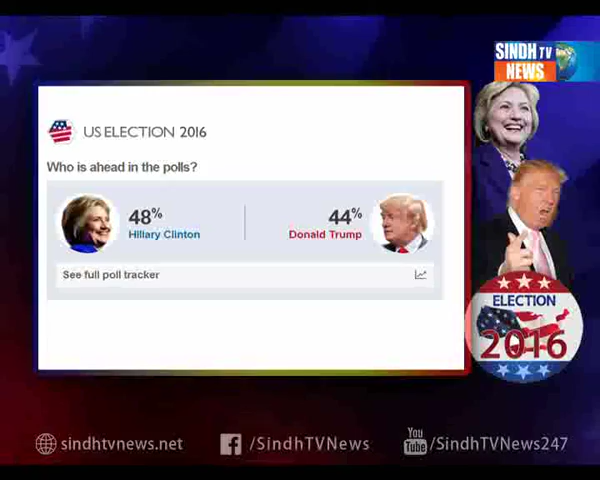 SINDH TV
NEWS
US ELECTION 2016
Who is ahead in the polls?
48%
Hillary Clinton
44%
Donald Trump
See full poll tracker
ELECTION
2016
sindhtvnews.net
/SindhTVNews
You
Tube
/SindhTVNews247